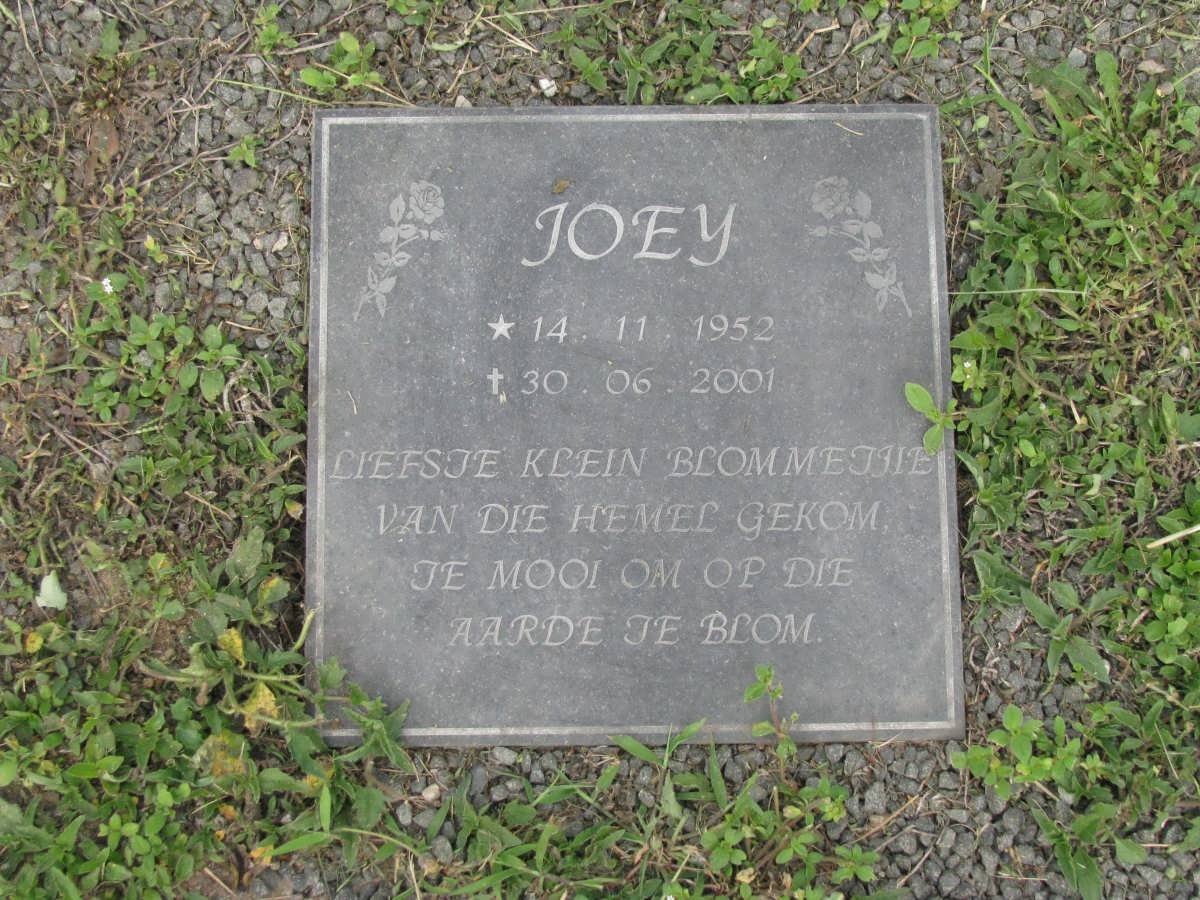 JOEY
★ 14 . 11 . 1952
✝ 30 . 06 . 2001
LIEFSTE KLEIN BLOMMETJIE
VAN DIE HEMEL GEKOM,
TE MOOI OM OP DIE
AARDE TE BLOM.